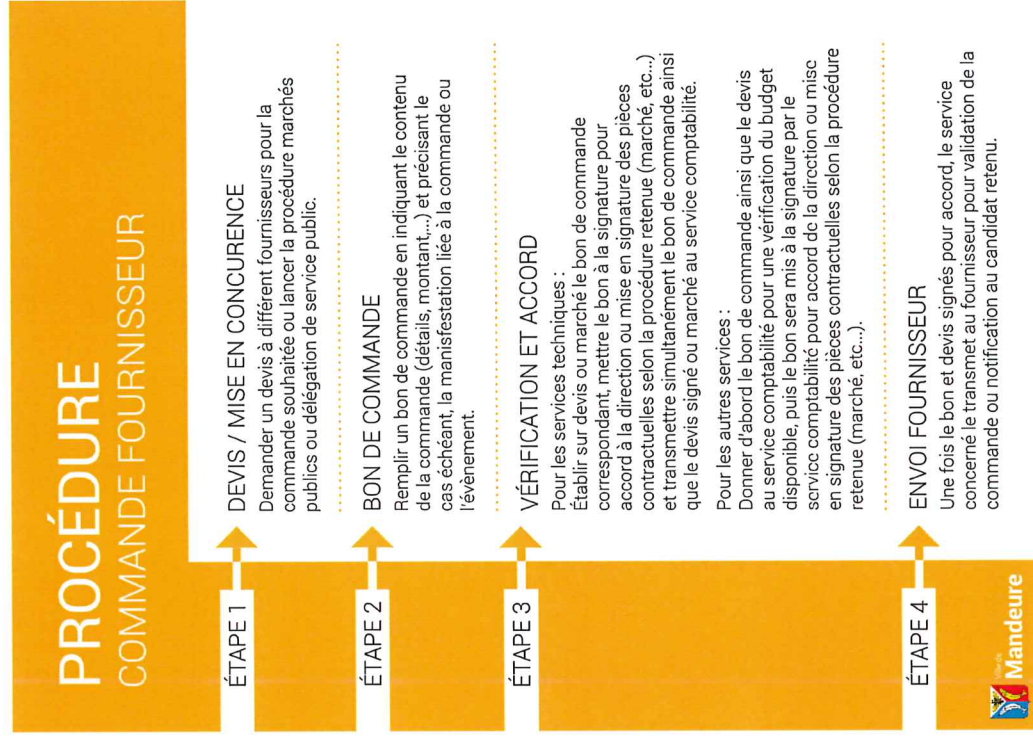 PROCÉDURE
COMMANDE FOURNISSEUR
ÉTAPE 1
DEVIS / MISE EN CONCURENCE
Demander un devis à différent fournisseurs pour la
commande souhaitée ou lancer la procédure marchés
publics ou délégation de service public.
ÉTAPE 2
BON DE COMMANDE
Remplir un bon de commande en indiquant le contenu
de la commande (détails, montant,...) et précisant le
cas échéant, la manisfestation liée à la commande ou
l'évènement.
ÉTAPE 3
VÉRIFICATION ET ACCORD
Pour les services techniques :
Établir sur devis ou marché le bon de commande
correspondant, mettre le bon à la signature pour
accord à la direction ou mise en signature des pièces
contractuelles selon la procédure retenue (marché, etc...)
et transmettre simultanément le bon de commande ainsi
que le devis signé ou marché au service comptabilité.
Pour les autres services :
Donner d'abord le bon de commande ainsi que le devis
au service comptabilité pour une vérification du budget
disponible, puis le bon sera mis à la signature par le
service comptabilité pour accord de la direction ou misc
en signature des pièces contractuelles selon la procédure
retenue (marché, etc...).
ÉTAPE 4
ENVOI FOURNISSEUR
Une fois le bon et devis signés pour accord, le service
concerné le transmet au fournisseur pour validation de la
commande ou notification au candidat retenu.
Ville de
Mandeure